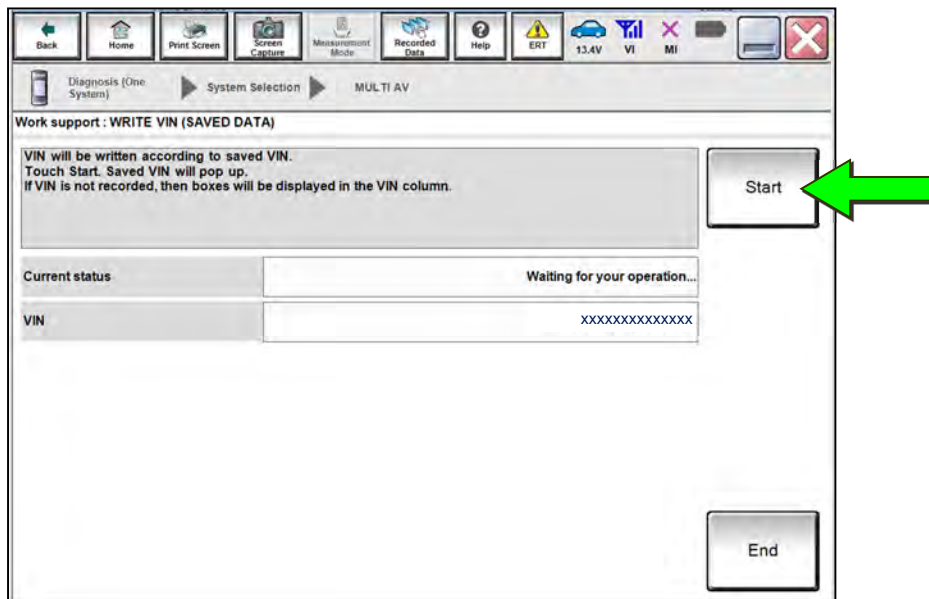 Back
Home
Print Screen
Screen
Capture
Measurement
Mode
Recorded
Data
Help
ERT
13.4V
VI
MI
Diagnosis (One
System)
System Selection
MULTI AV
Work support : WRITE VIN (SAVED DATA)
VIN will be written according to saved VIN.
Touch Start. Saved VIN will pop up.
If VIN is not recorded, then boxes will be displayed in the VIN column.
Start
Current status
Waiting for your operation...
VIN
XXXXXXXXXXXXXX
End